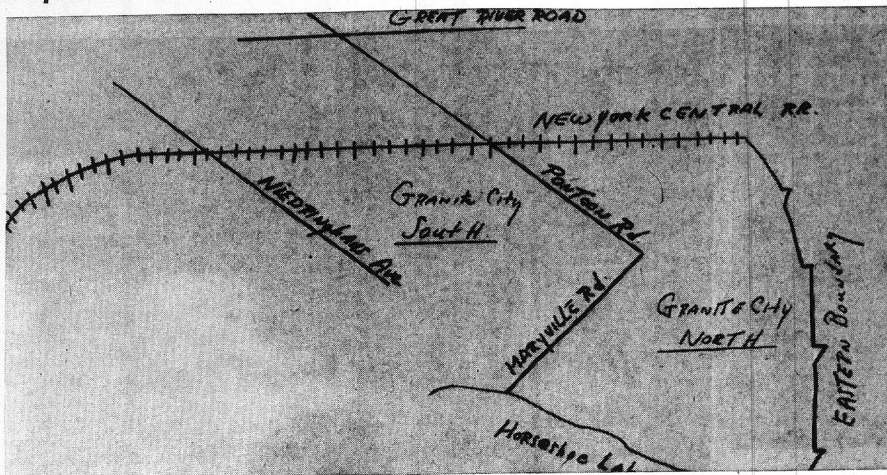 GREAT RIVER ROAD
NEW YORK CENTRAL RR.
NIEDRINGHAUS AVE
GRANITE CITY
SOUTH
PONTOON Rd
MARYVILLE Rd.
GRANITE CITY
NORTH
EASTERN BOUNDARY
HORSESHOE LAK